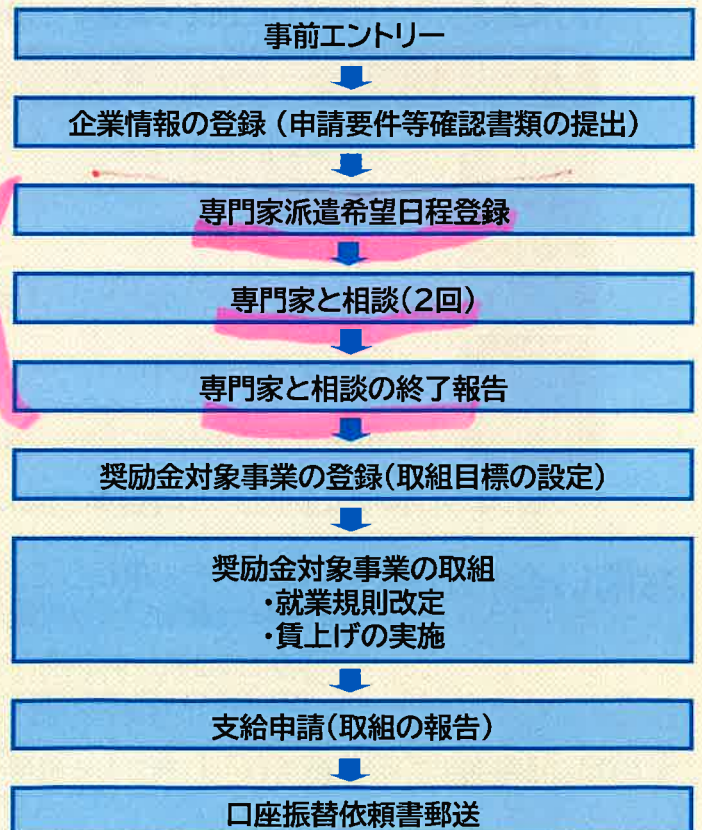 事前エントリー
企業情報の登録（申請要件等確認書類の提出）
専門家派遣希望日程登録
専門家と相談（2回）
専門家と相談の終了報告
奨励金対象事業の登録（取組目標の設定）
奨励金対象事業の取組
・就業規則改定
・賃上げの実施
支給申請（取組の報告）
口座振替依頼書郵送